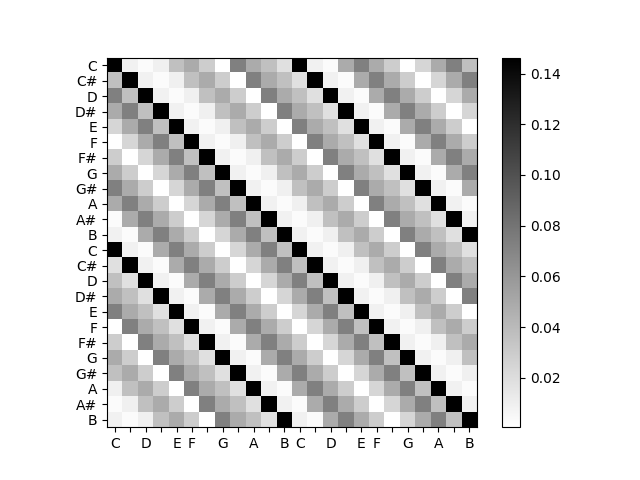 C
C#
D
D#
E
F
F#
G
G#
A
A#
B
C
C#
D
D#
E
F
F#
G
G#
A
A#
B
C D E F G A B C D E F G A B
0.14
0.12
0.10
0.08
0.06
0.04
0.02